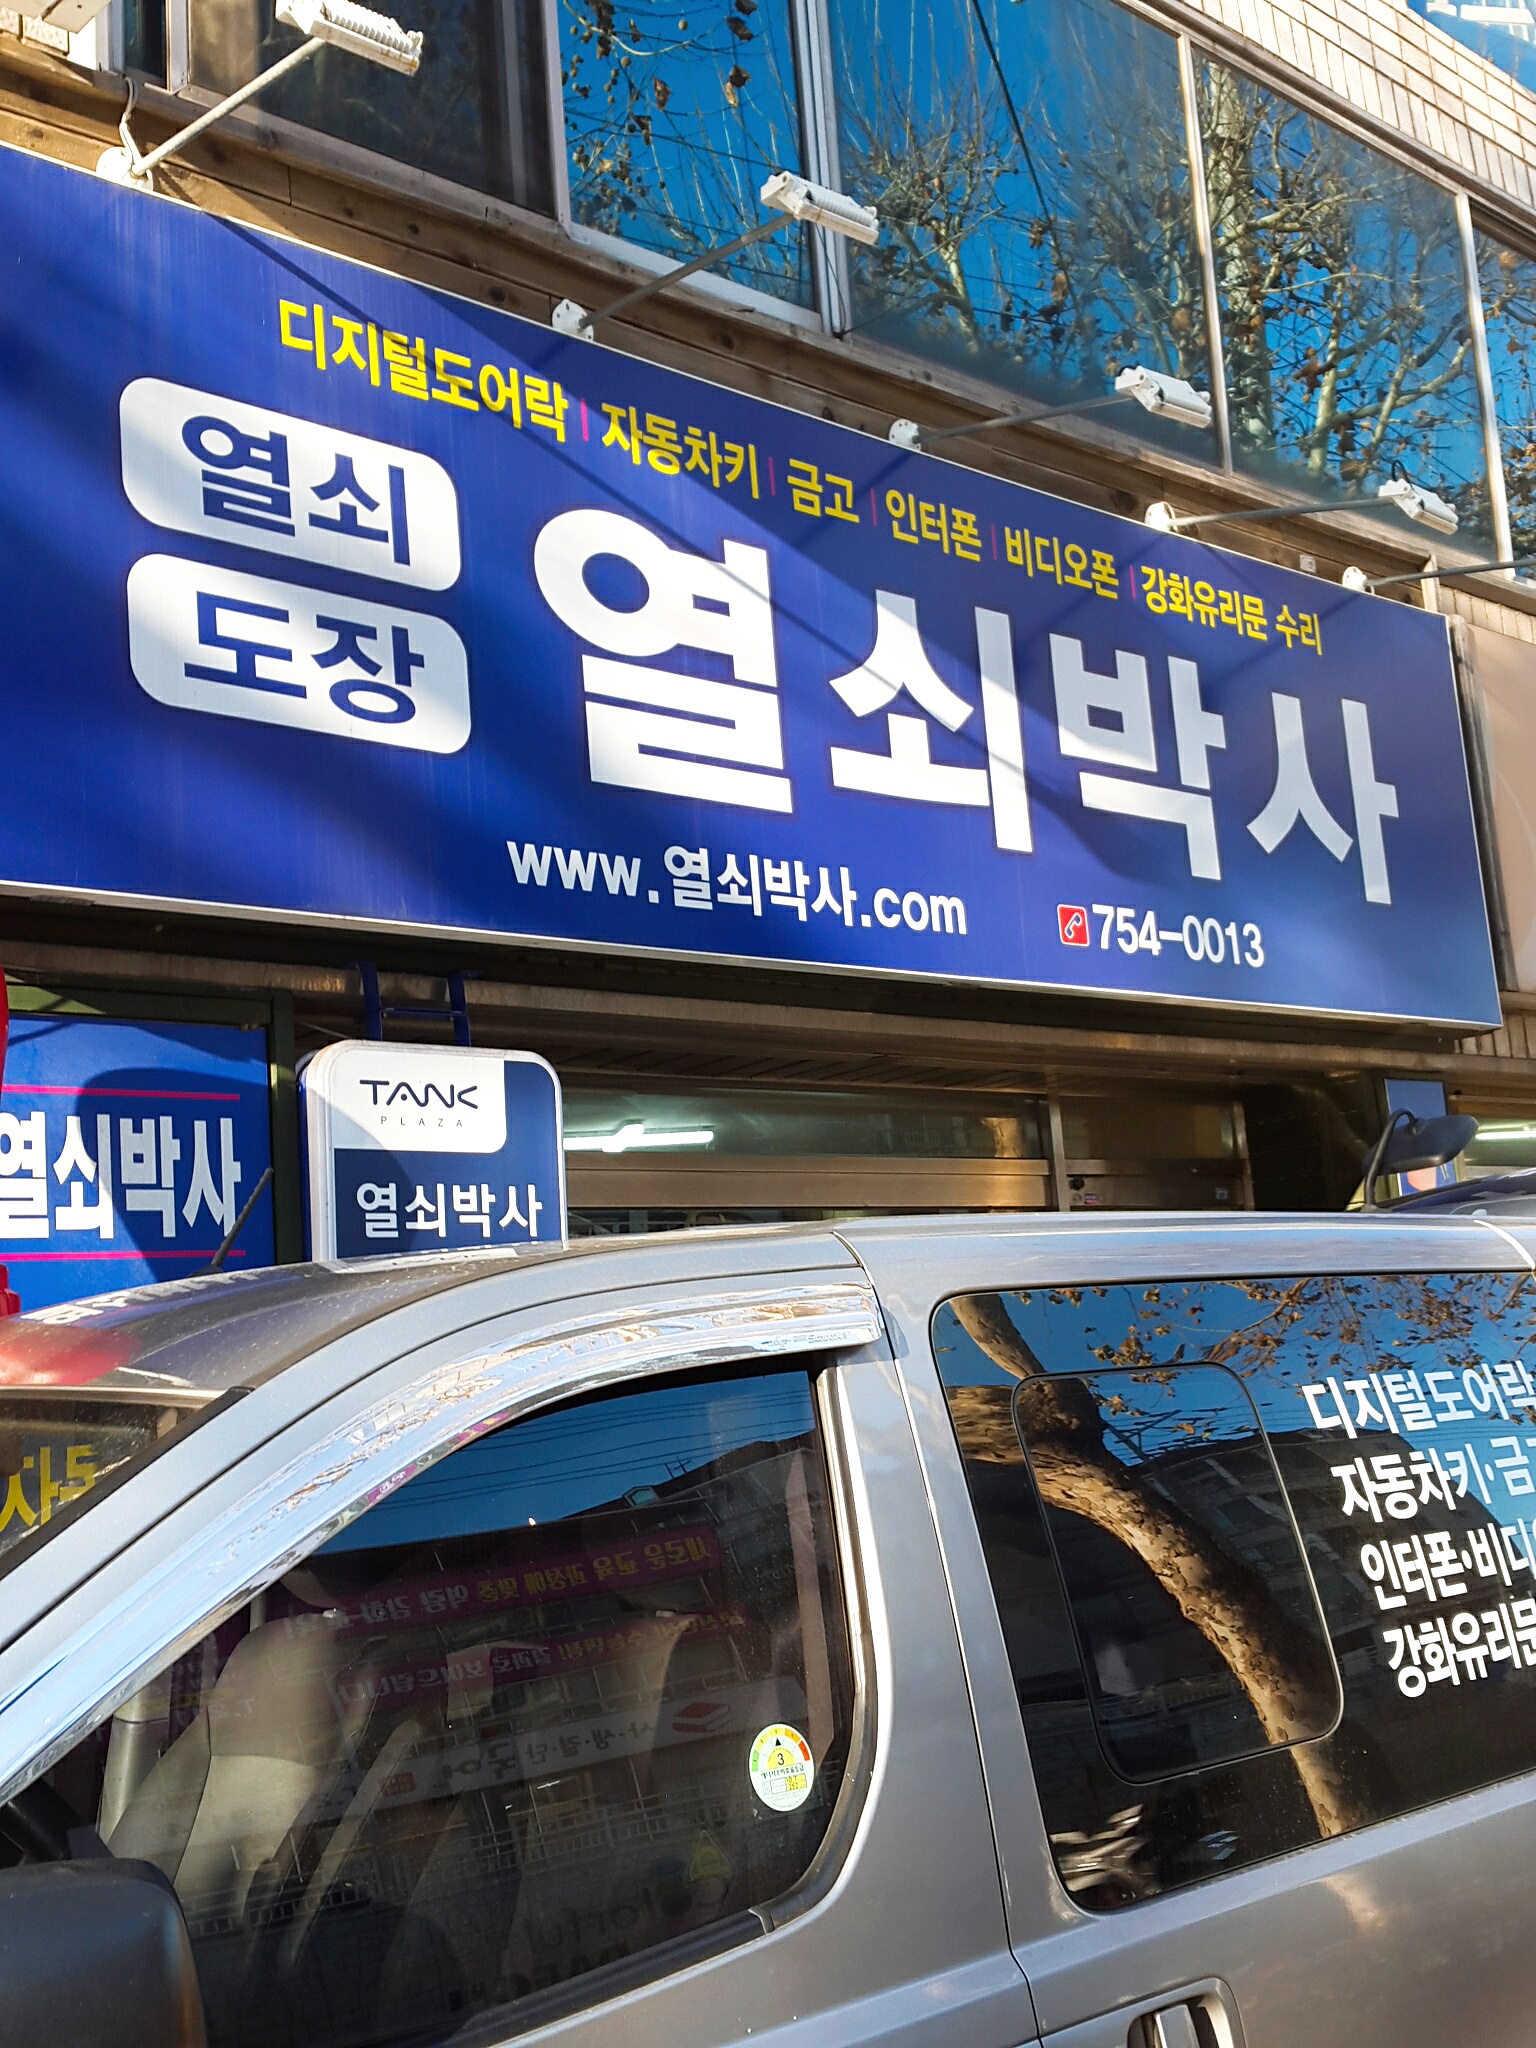 디지털도어락 | 자동차키 | 금고 | 인터폰 | 비디오폰 | 강화유리문 수리
열쇠
도장
열쇠박사
www.열쇠박사.com
754-0013
TANK
PLAZA
열쇠박사
열쇠박사
디지털도어락
자동차키·금
인터폰·비디
강화유리문
3